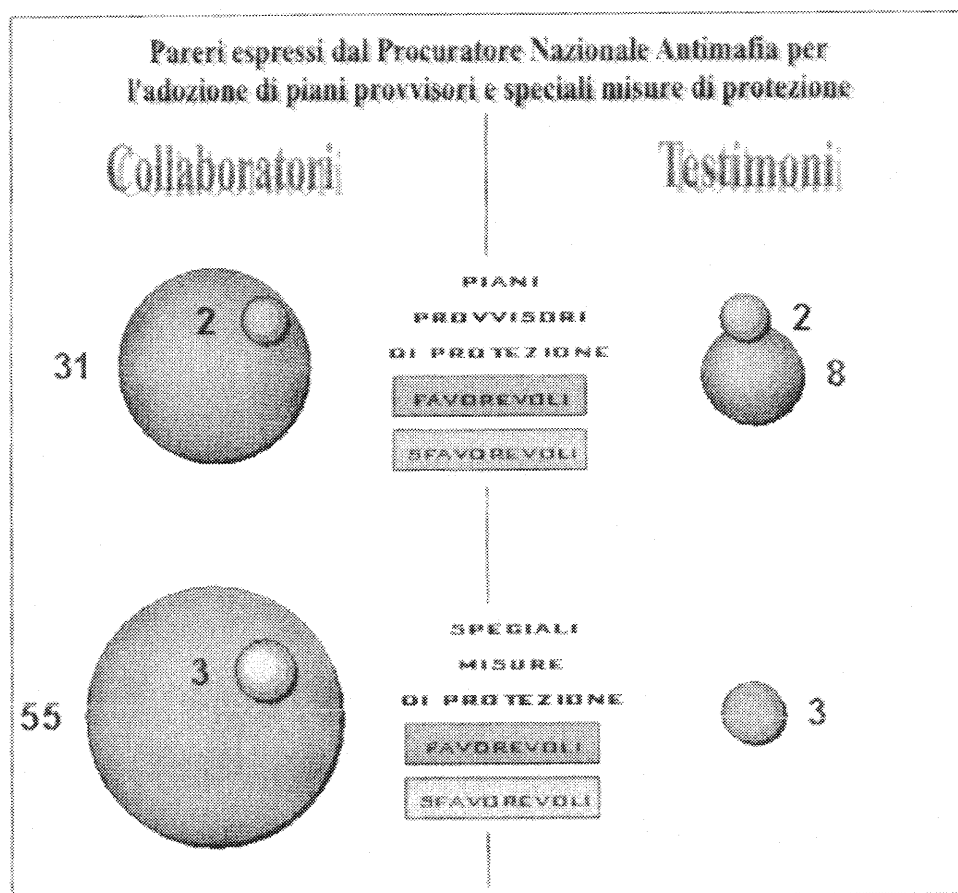 Pareri espressi dal Procuratore Nazionale Antimafia per
l'adozione di piani provvisori e speciali misure di protezione
Collaboratori
Testimoni
PIANI
PROVVISORI
DI PROTEZIONE
FAVOREVOLI
SFAVOREVOLI
31
2
2
8
SPECIALI
MISURE
DI PROTEZIONE
FAVOREVOLI
SFAVOREVOLI
55
3
3